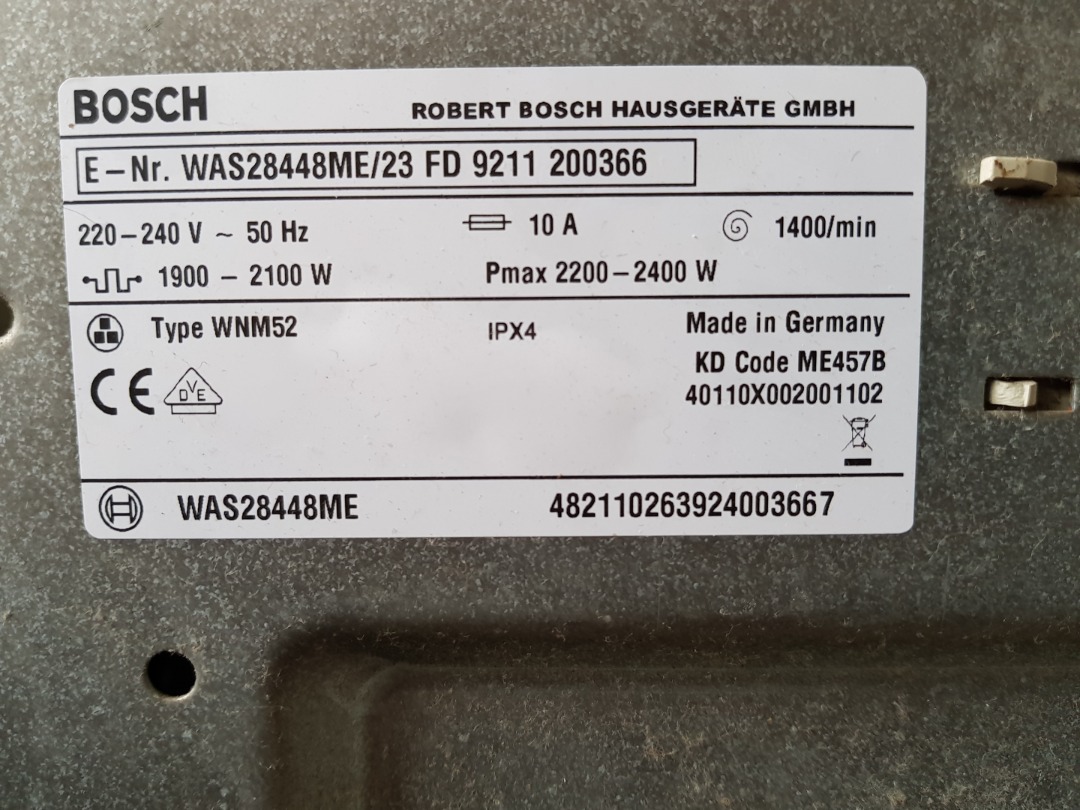 BOSCH ROBERT BOSCH HAUSGERÄTE GMBH
E-Nr. WAS28448ME/23 FD 9211 200366
220-240 V ~ 50 Hz 10 A 1400/min
1900 - 2100 W Pmax 2200-2400 W
Type WNM52 IPX4 Made in Germany
KD Code ME457B
CE DVE 40110X002001102
WAS28448ME 482110263924003667